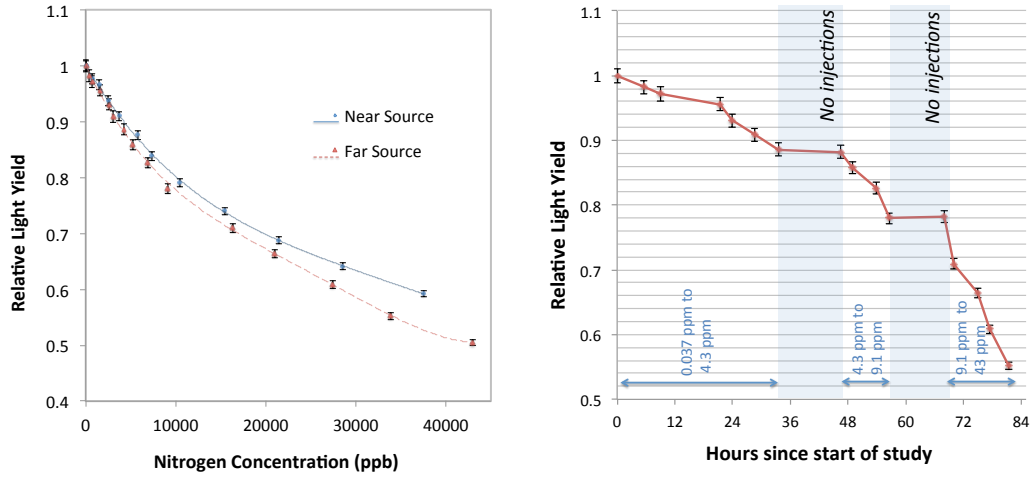 1.1
1
0.9
0.8
0.7
0.6
0.5
0.4
0
10000
20000
30000
40000
Relative Light Yield
Nitrogen Concentration (ppb)
Near Source
Far Source
1.1
1
0.9
0.8
0.7
0.6
0.5
0
12
24
36
48
60
72
84
Relative Light Yield
Hours since start of study
No injections
No injections
0.037 ppm to
4.3 ppm
4.3 ppm to
9.1 ppm
9.1 ppm to
43 ppm